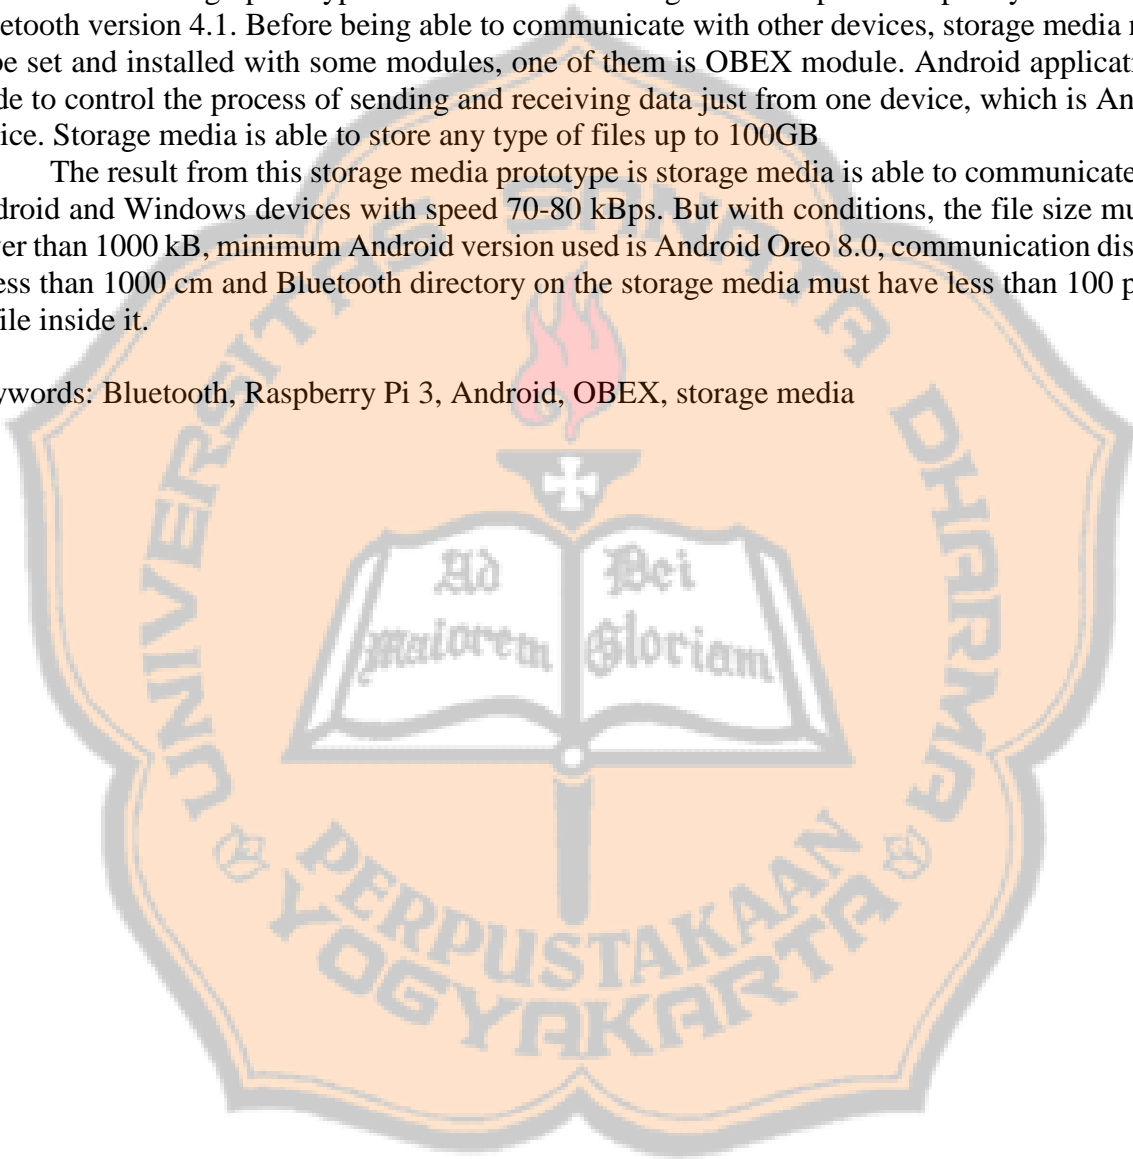 etooth version 4.1. Before being able to communicate with other devices, storage media
be set and installed with some modules, one of them is OBEX module. Android applicati
de to control the process of sending and receiving data just from one device, which is An
ice. Storage media is able to store any type of files up to 100GB
The result from this storage media prototype is storage media is able to communicate
droid and Windows devices with speed 70-80 kBps. But with conditions, the file size mu
er than 1000 kB, minimum Android version used is Android Oreo 8.0, communication dis
less than 1000 cm and Bluetooth directory on the storage media must have less than 100 p
file inside it.
ywords: Bluetooth, Raspberry Pi 3, Android, OBEX, storage media
UNIVERSITAS SANATA DHARMA
Ad Dei
maiorem Gloriam
PERPUSTAKAAN
YOGYAKARTA